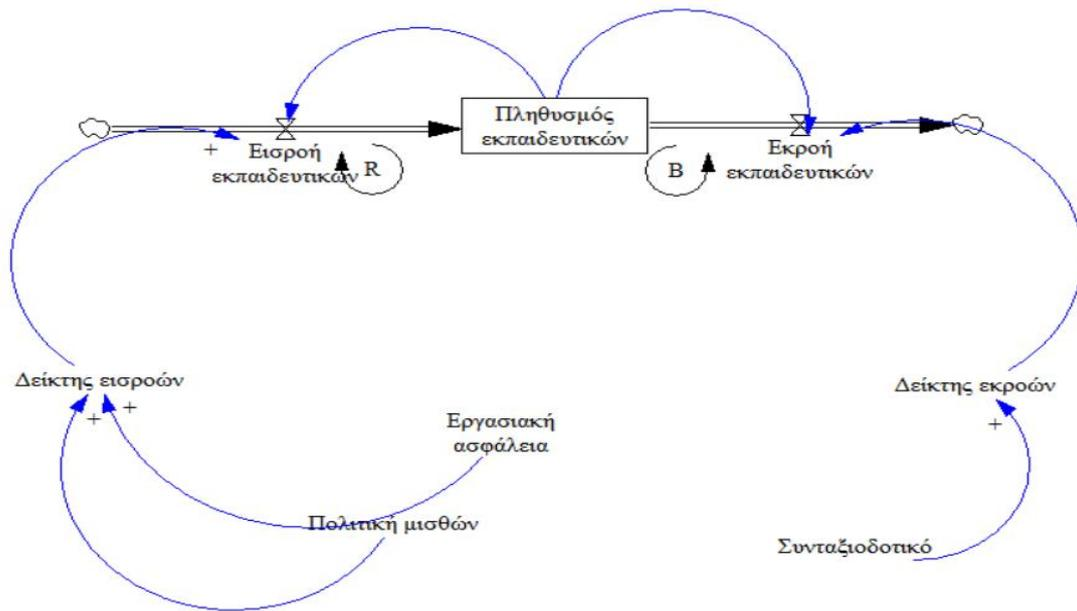 Πληθυσμός
εκπαιδευτικών
+
Εισροή
εκπαιδευτικών
R
B
Εκροή
εκπαιδευτικών
Δείκτης εισροών
+
+
Δείκτης εκροών
+
Εργασιακή
ασφάλεια
Πολιτική μισθών
Συνταξιοδοτικό